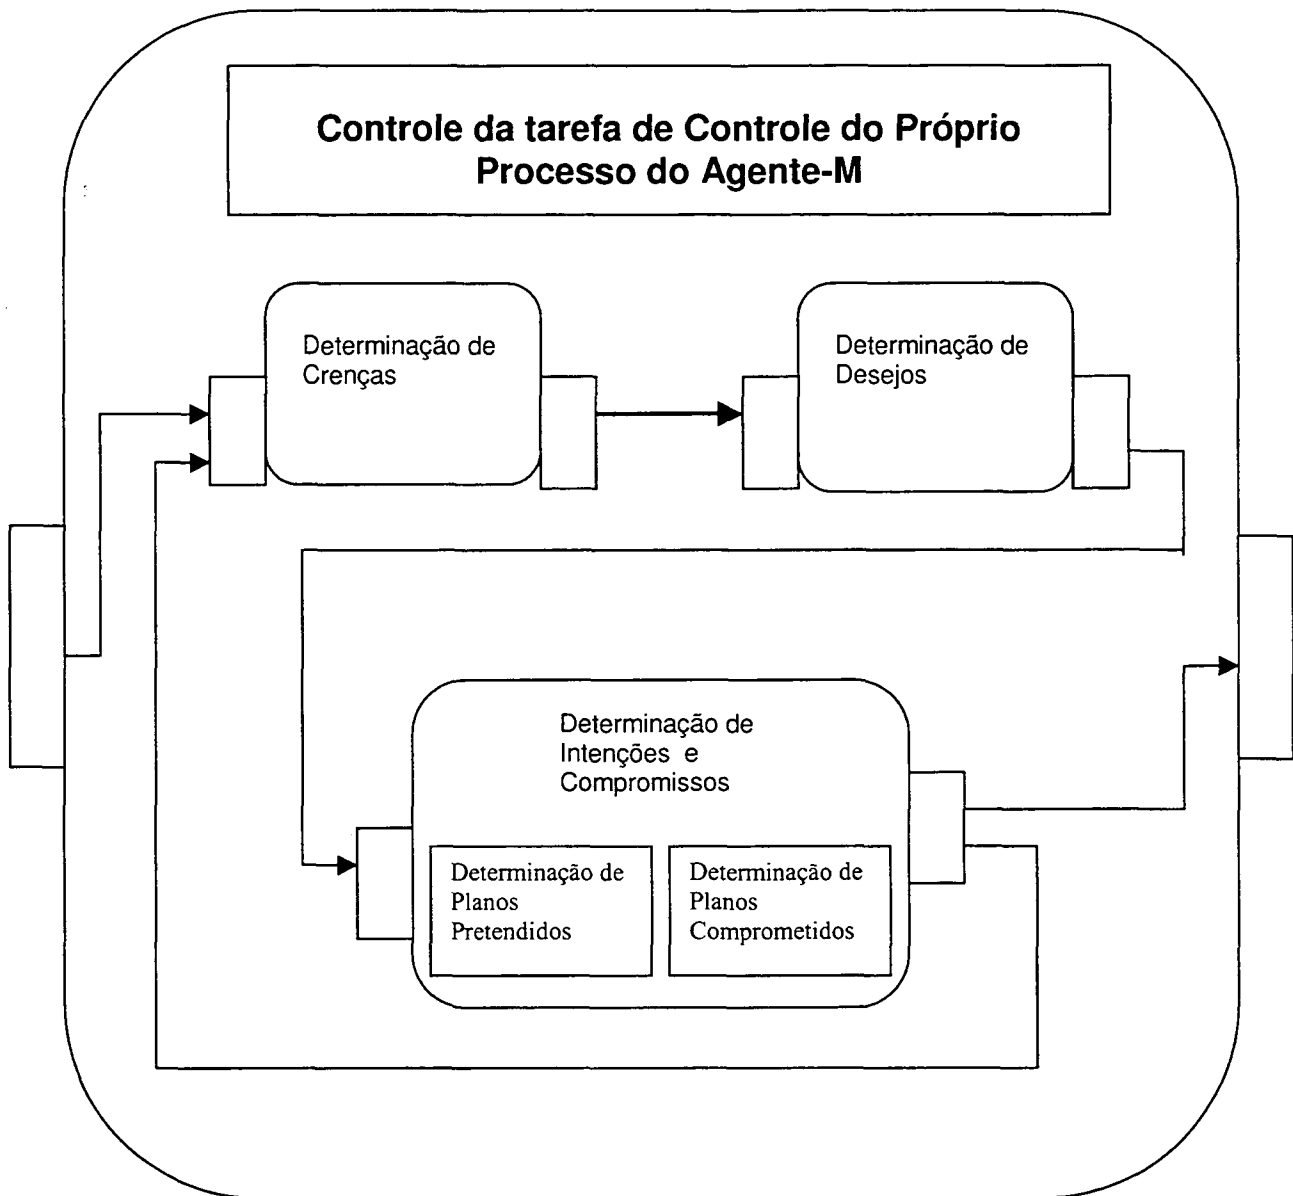 Controle da tarefa de Controle do Próprio
Processo do Agente-M
Determinação de
Crenças
Determinação de
Desejos
Determinação de
Intenções e
Compromissos
Determinação de
Planos
Pretendidos
Determinação de
Planos
Comprometidos